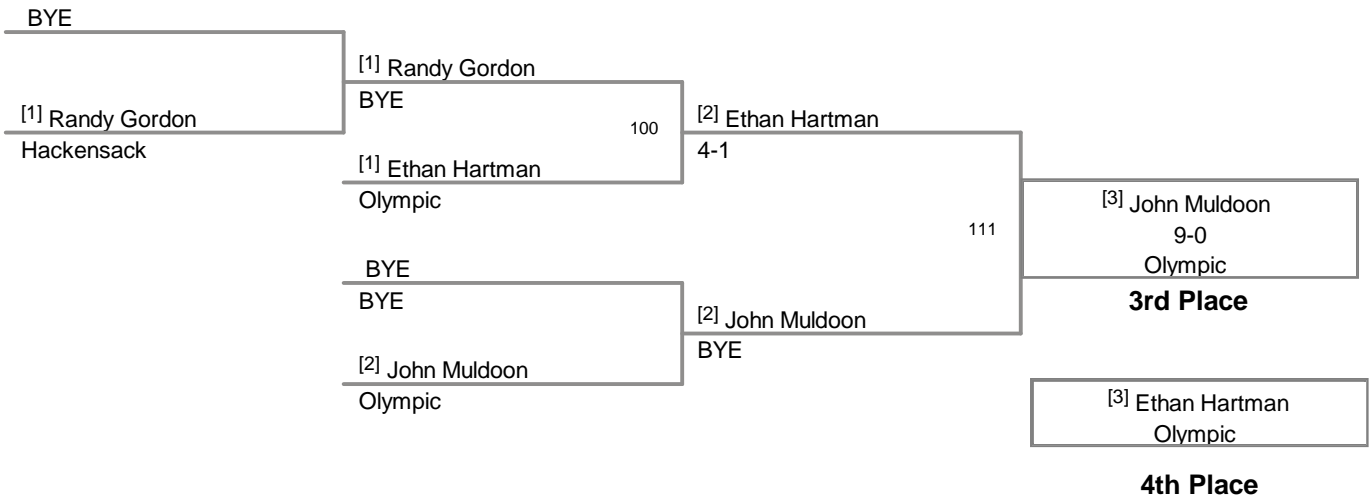 BYE
[1] Randy Gordon
BYE
[1] Randy Gordon
Hackensack
100
[2] Ethan Hartman
4-1
[1] Ethan Hartman
Olympic
111
[3] John Muldoon
9-0
Olympic
3rd Place
BYE
BYE
[2] John Muldoon
BYE
[2] John Muldoon
Olympic
[3] Ethan Hartman
Olympic
4th Place